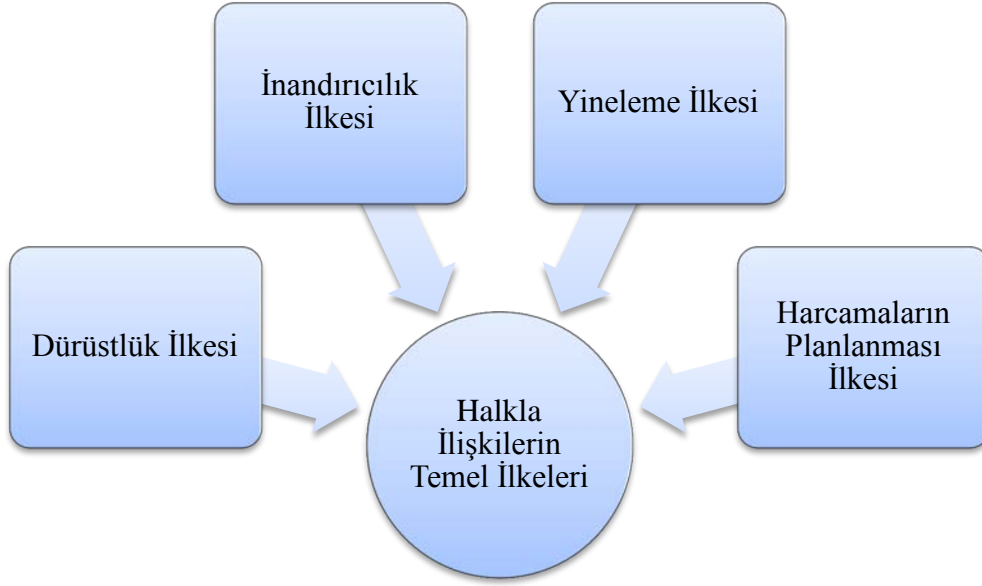 İnandırıcılık
İlkesi
Yineleme İlkesi
Dürüstlük İlkesi
Harcamaların
Planlanması
İlkesi
Halkla
İlişkilerin
Temel İlkeleri